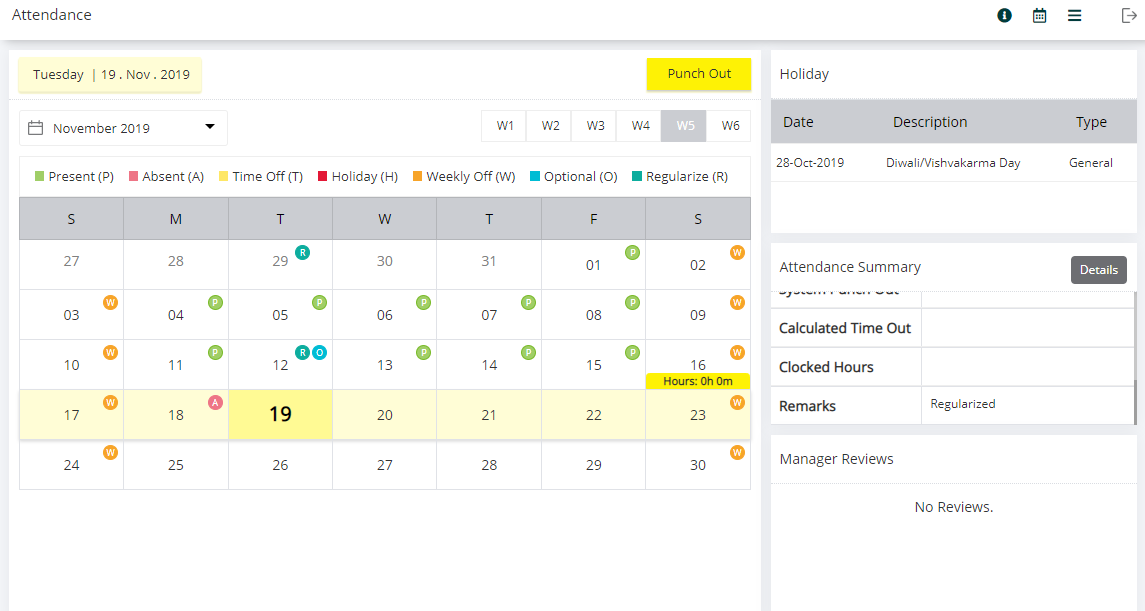 Attendance
Tuesday | 19 . Nov . 2019
Punch Out
November 2019
W1 W2 W3 W4 W5 W6
Present (P) Absent (A) Time Off (T) Holiday (H) Weekly Off (W) Optional (O) Regularize (R)
S M T W T F S
27 28 29 R 30 31 01 P 02 W
03 W 04 P 05 P 06 P 07 P 08 P 09 W
10 W 11 P 12 R O 13 P 14 P 15 P 16 W
Hours: 0h 0m
17 W 18 A 19 20 21 22 23 W
24 W 25 26 27 28 29 30 W
Holiday
Date Description Type
28-Oct-2019 Diwali/Vishvakarma Day General
Attendance Summary
Details
System Punch Out
Calculated Time Out
Clocked Hours
Remarks Regularized
Manager Reviews
No Reviews.